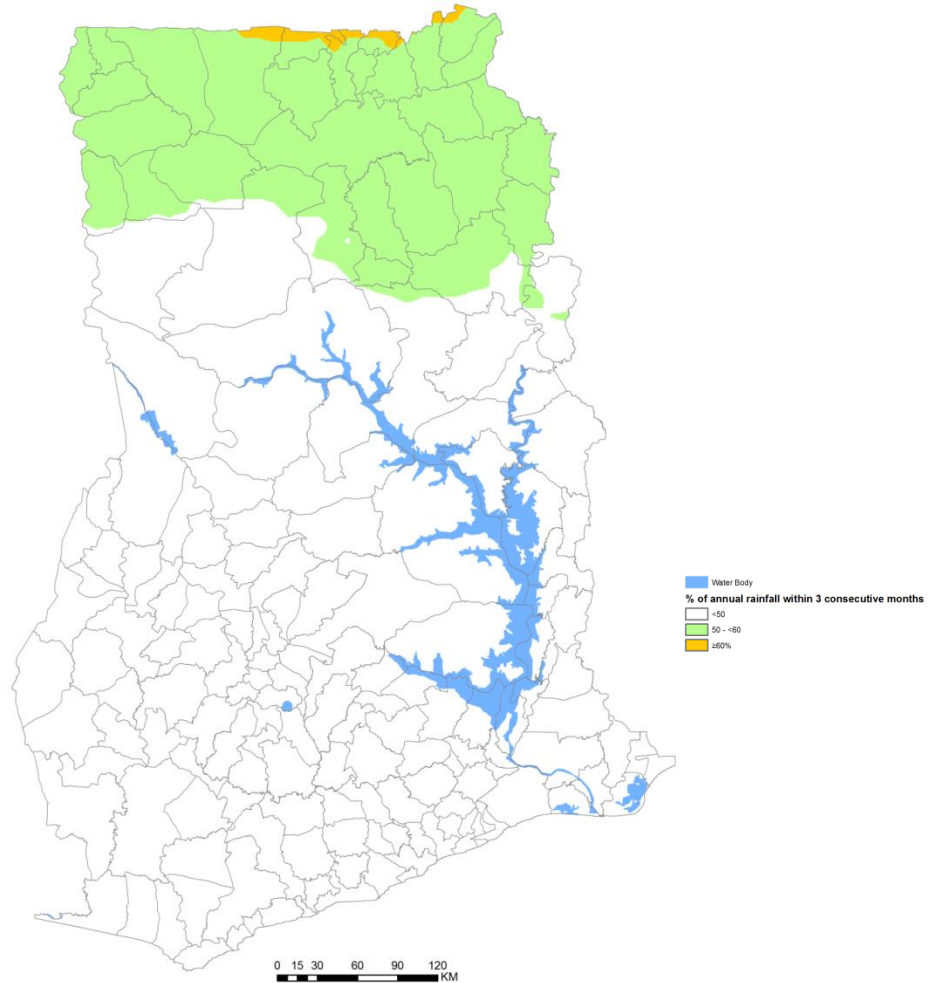 Water Body
% of annual rainfall within 3 consecutive months
<50
50 - <60
≥60%
0 15 30 60 90 120
KM